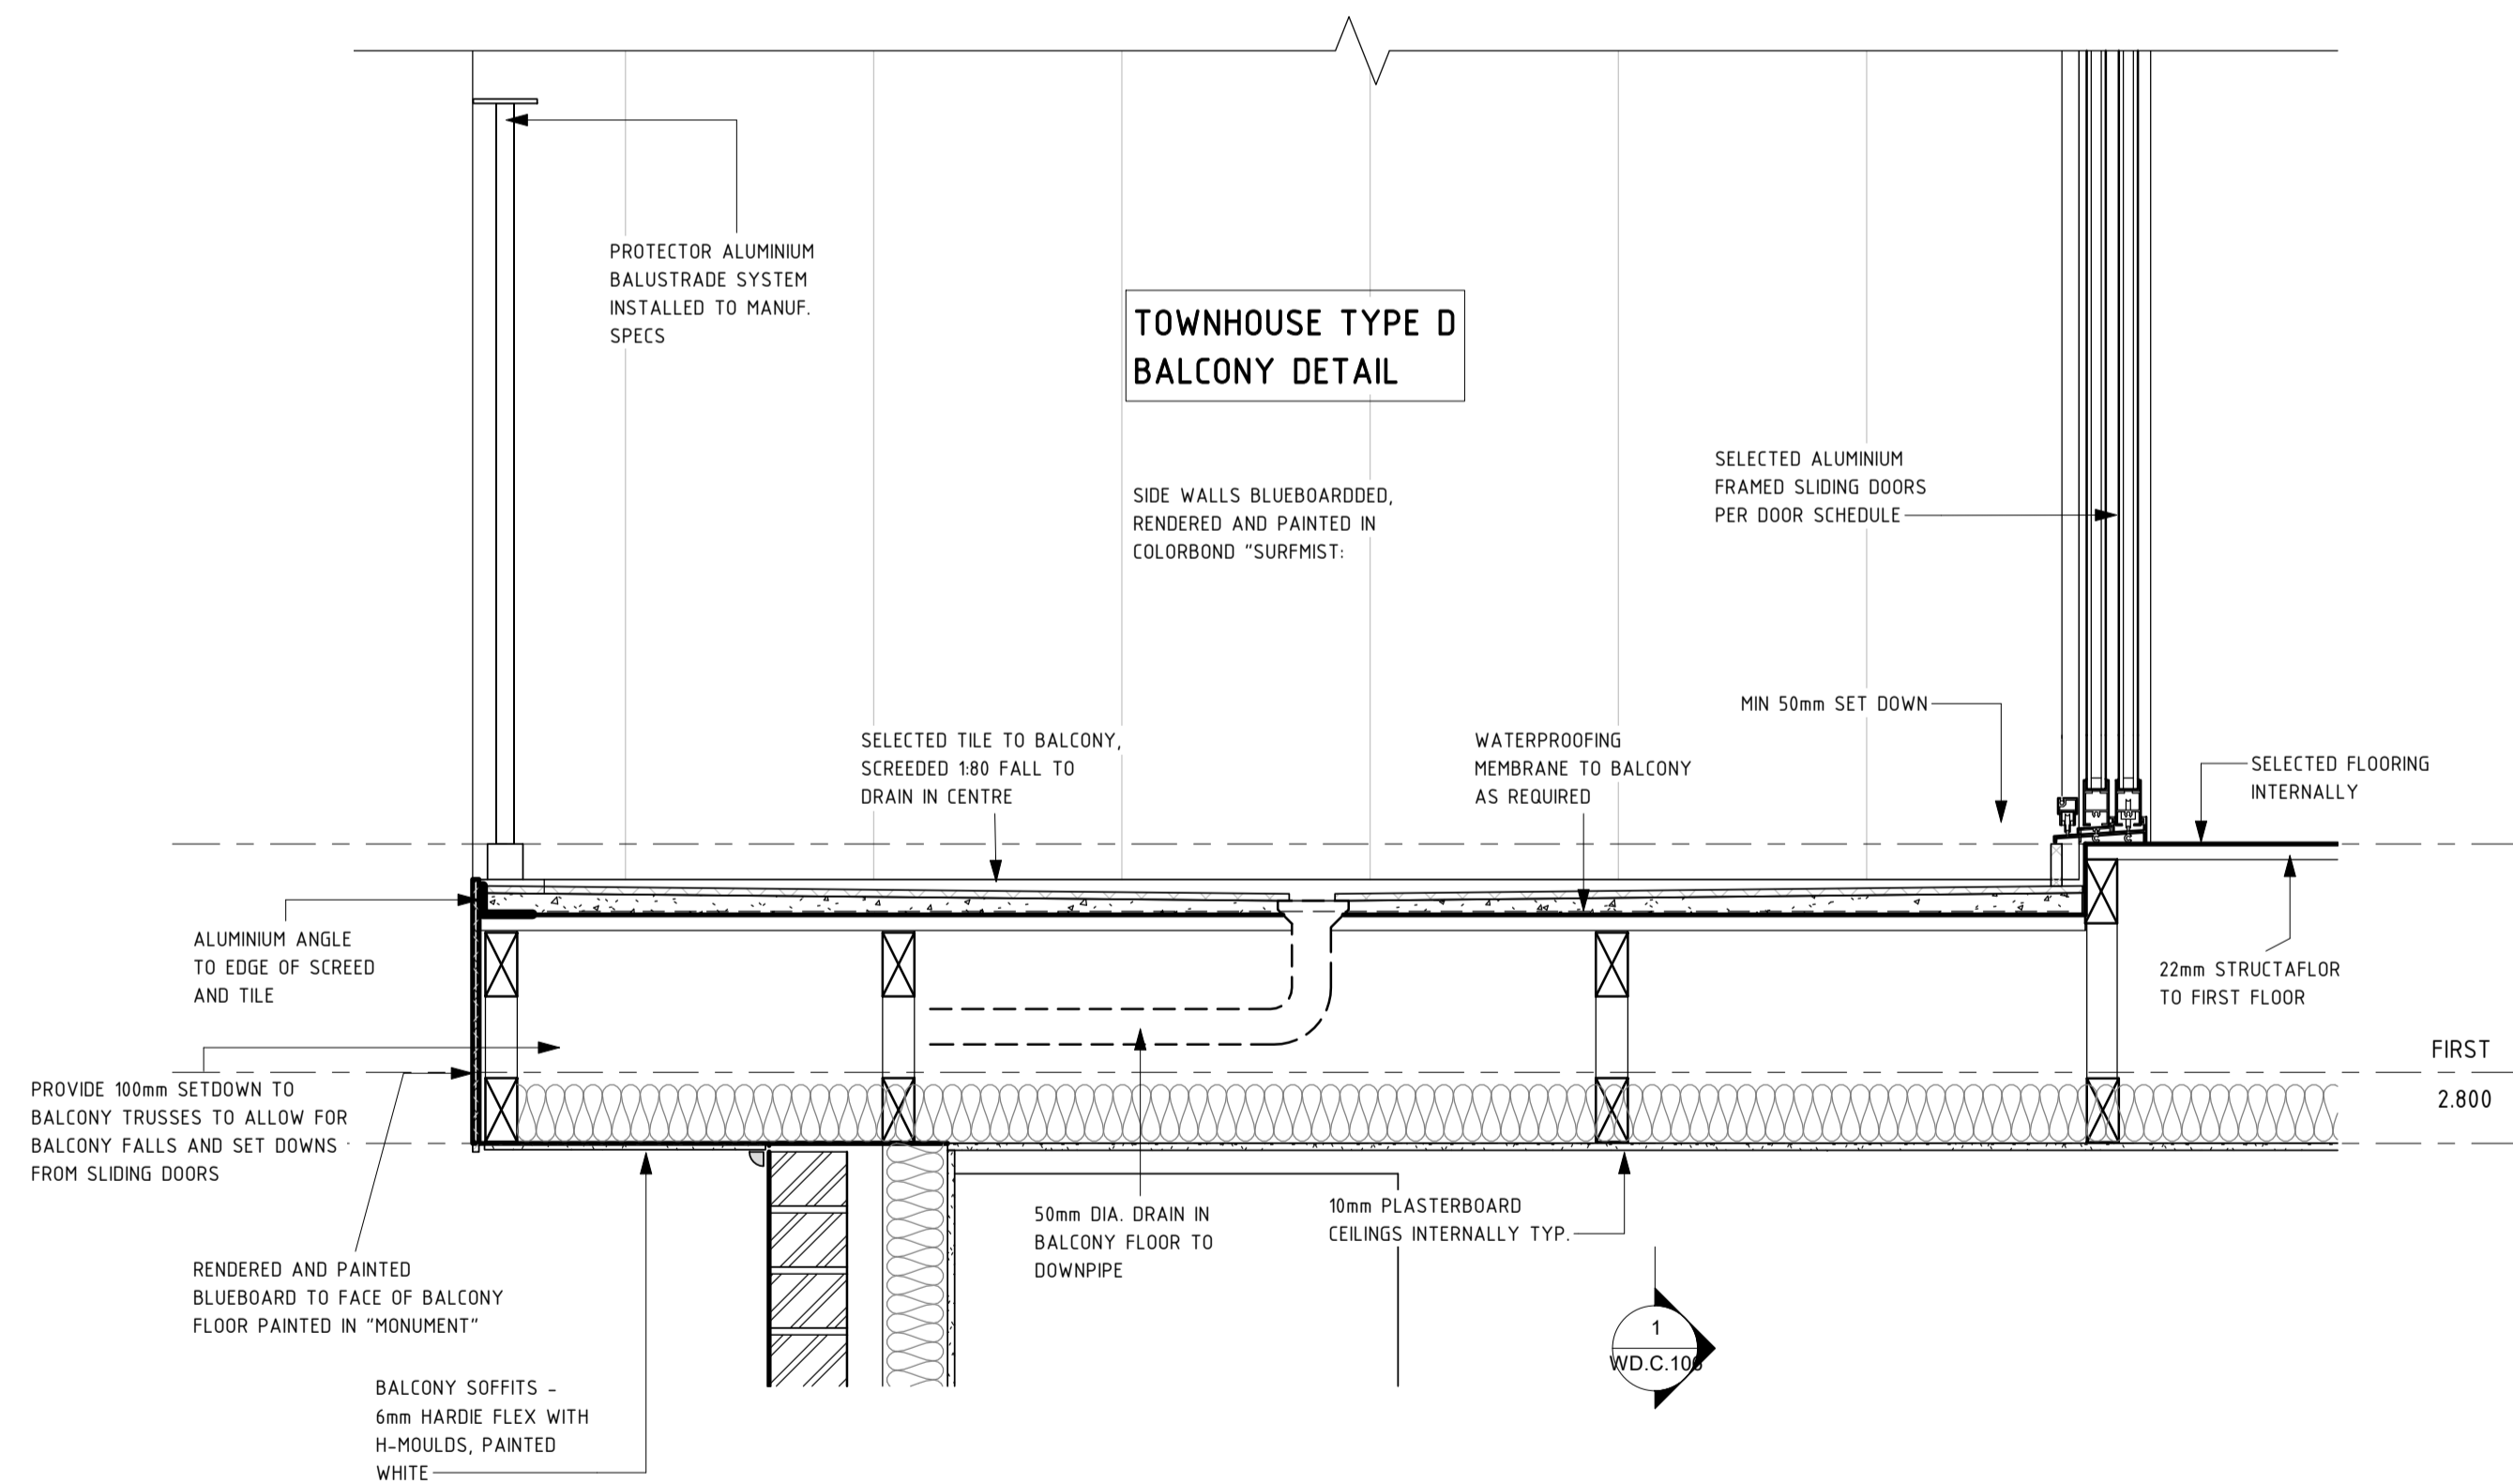 PROTECTOR ALUMINIUM
BALUSTRADE SYSTEM
INSTALLED TO MANUF.
SPECS
TOWNHOUSE TYPE D
BALCONY DETAIL
SIDE WALLS BLUEBOARDDED,
RENDERED AND PAINTED IN
COLORBOND "SURFMIST:
SELECTED ALUMINIUM
FRAMED SLIDING DOORS
PER DOOR SCHEDULE
MIN 50mm SET DOWN
SELECTED TILE TO BALCONY,
SCREEDED 1:80 FALL TO
DRAIN IN CENTRE
WATERPROOFING
MEMBRANE TO BALCONY
AS REQUIRED
SELECTED FLOORING
INTERNALLY
ALUMINIUM ANGLE
TO EDGE OF SCREED
AND TILE
22mm STRUCTAFLOR
TO FIRST FLOOR
FIRST
2.800
PROVIDE 100mm SETDOWN TO
BALCONY TRUSSES TO ALLOW FOR
BALCONY FALLS AND SET DOWNS
FROM SLIDING DOORS
50mm DIA. DRAIN IN
BALCONY FLOOR TO
DOWNPIPE
10mm PLASTERBOARD
CEILINGS INTERNALLY TYP.
RENDERED AND PAINTED
BLUEBOARD TO FACE OF BALCONY
FLOOR PAINTED IN "MONUMENT"
1
BALCONY SOFFITS -
6mm HARDIE FLEX WITH
H-MOULDS, PAINTED
WHITE